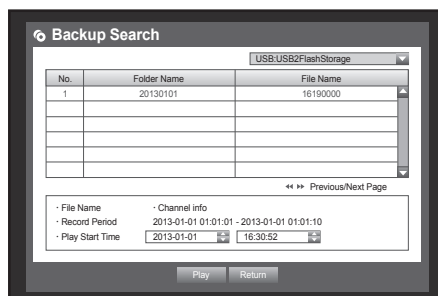 Backup Search
USB:USB2FlashStorage
No. Folder Name File Name
1 20130101 16190000
Previous/Next Page
· File Name · Channel info
· Record Period 2013-01-01 01:01:01 - 2013-01-01 01:01:10
· Play Start Time 2013-01-01 16:30:52
Play Return